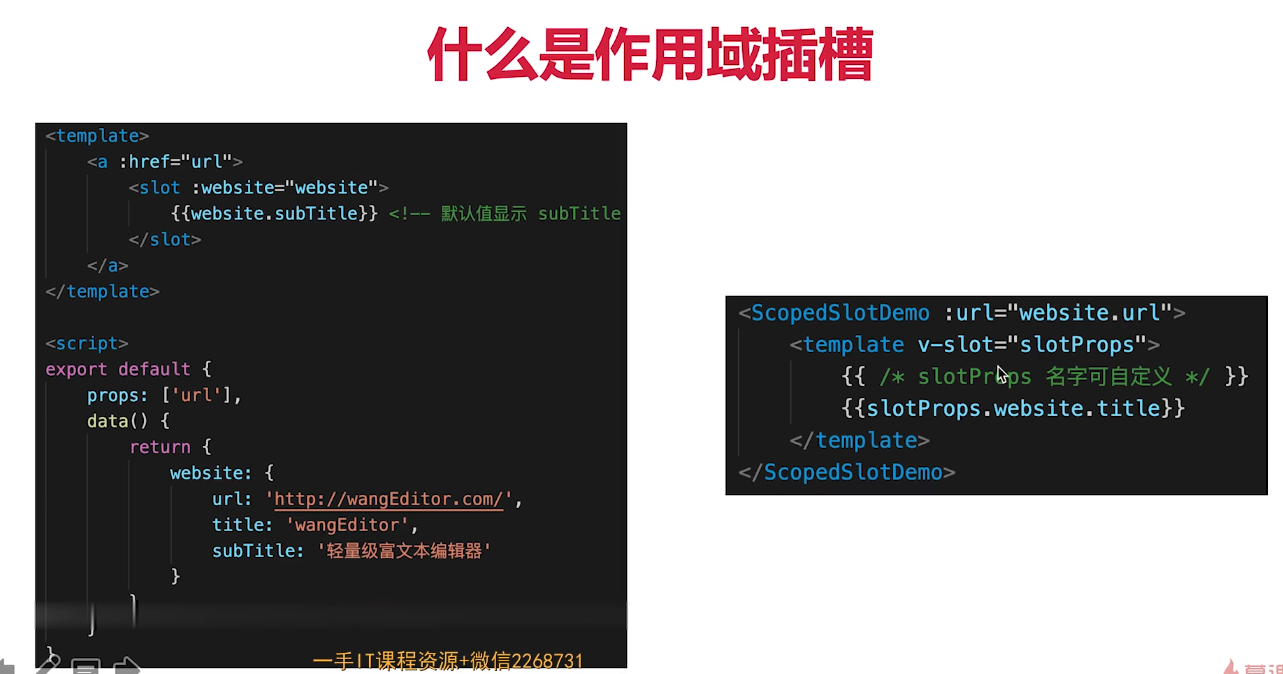 什么是作用域插槽
<template>
<a :href="url">
<slot :website="website">
{{website.subTitle}} <!-- 默认值显示 subTitle
</slot>
</a>
</template>
<script>
export default {
props: ['url'],
data() {
return {
website: {
url: 'http://wangEditor.com/',
title: 'wangEditor',
subTitle: '轻量级富文本编辑器'
}
}
}
}
<ScopedSlotDemo :url="website.url">
<template v-slot="slotProps">
{{ /* slotProps 名字可自定义 */ }}
{{slotProps.website.title}}
</template>
</ScopedSlotDemo>
一手IT课程资源+微信2268731